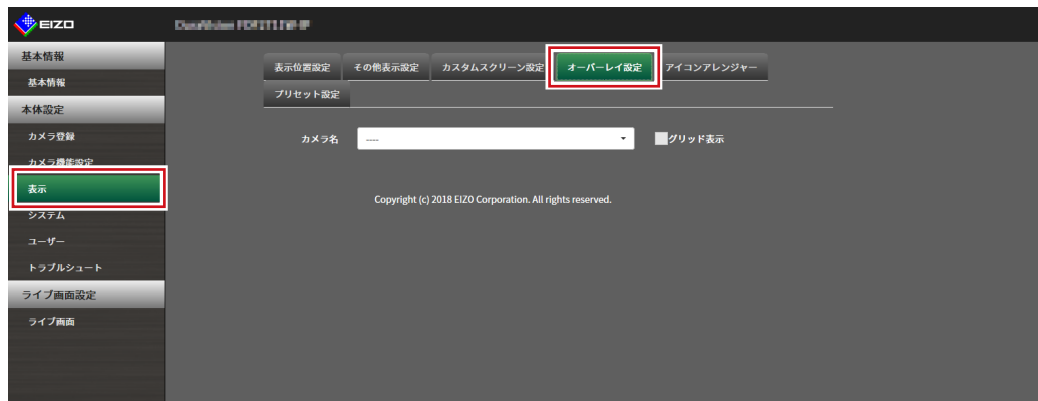 EIZO
基本情報
基本情報
本体設定
カメラ登録
カメラ機能設定
表示
システム
ユーザー
トラブルシュート
ライブ画面設定
ライブ画面
表示位置設定
その他表示設定
カスタムスクリーン設定
オーバーレイ設定
アイコンアレンジャー
プリセット設定
カメラ名
----
グリッド表示
Copyright (c) 2018 EIZO Corporation. All rights reserved.